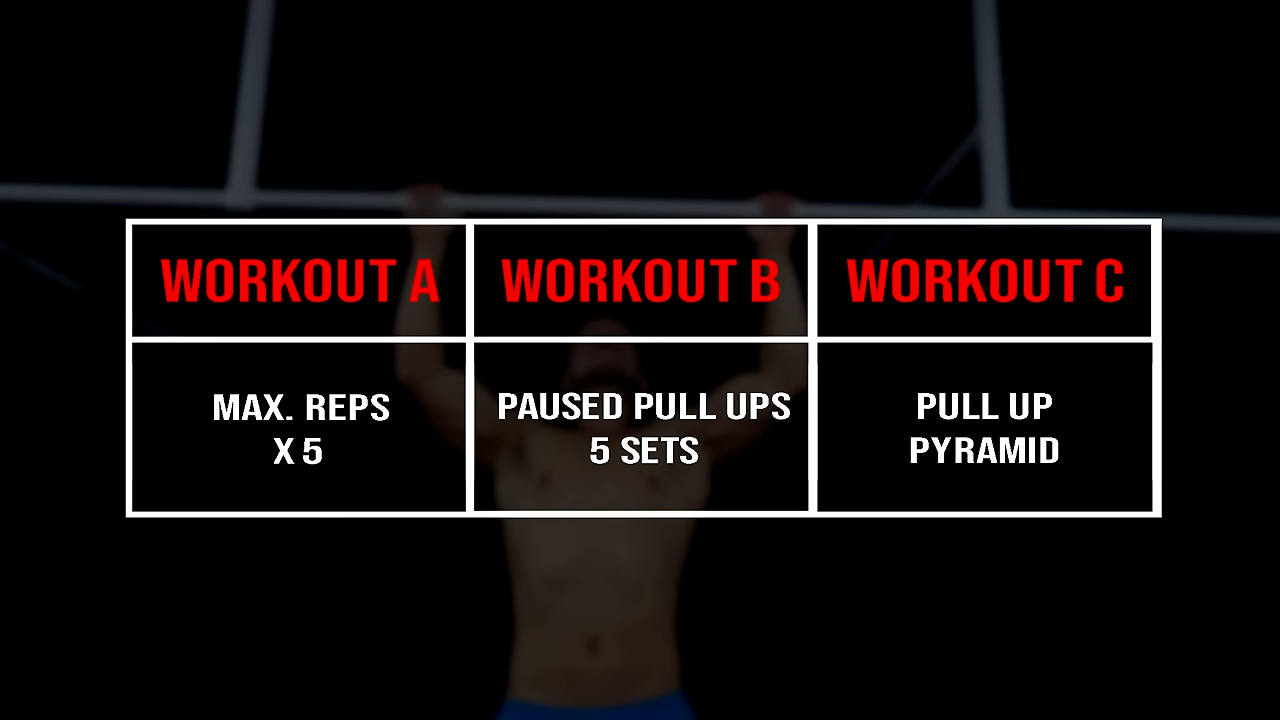 WORKOUT A
WORKOUT B
WORKOUT C
MAX. REPS
X 5
PAUSED PULL UPS
5 SETS
PULL UP
PYRAMID